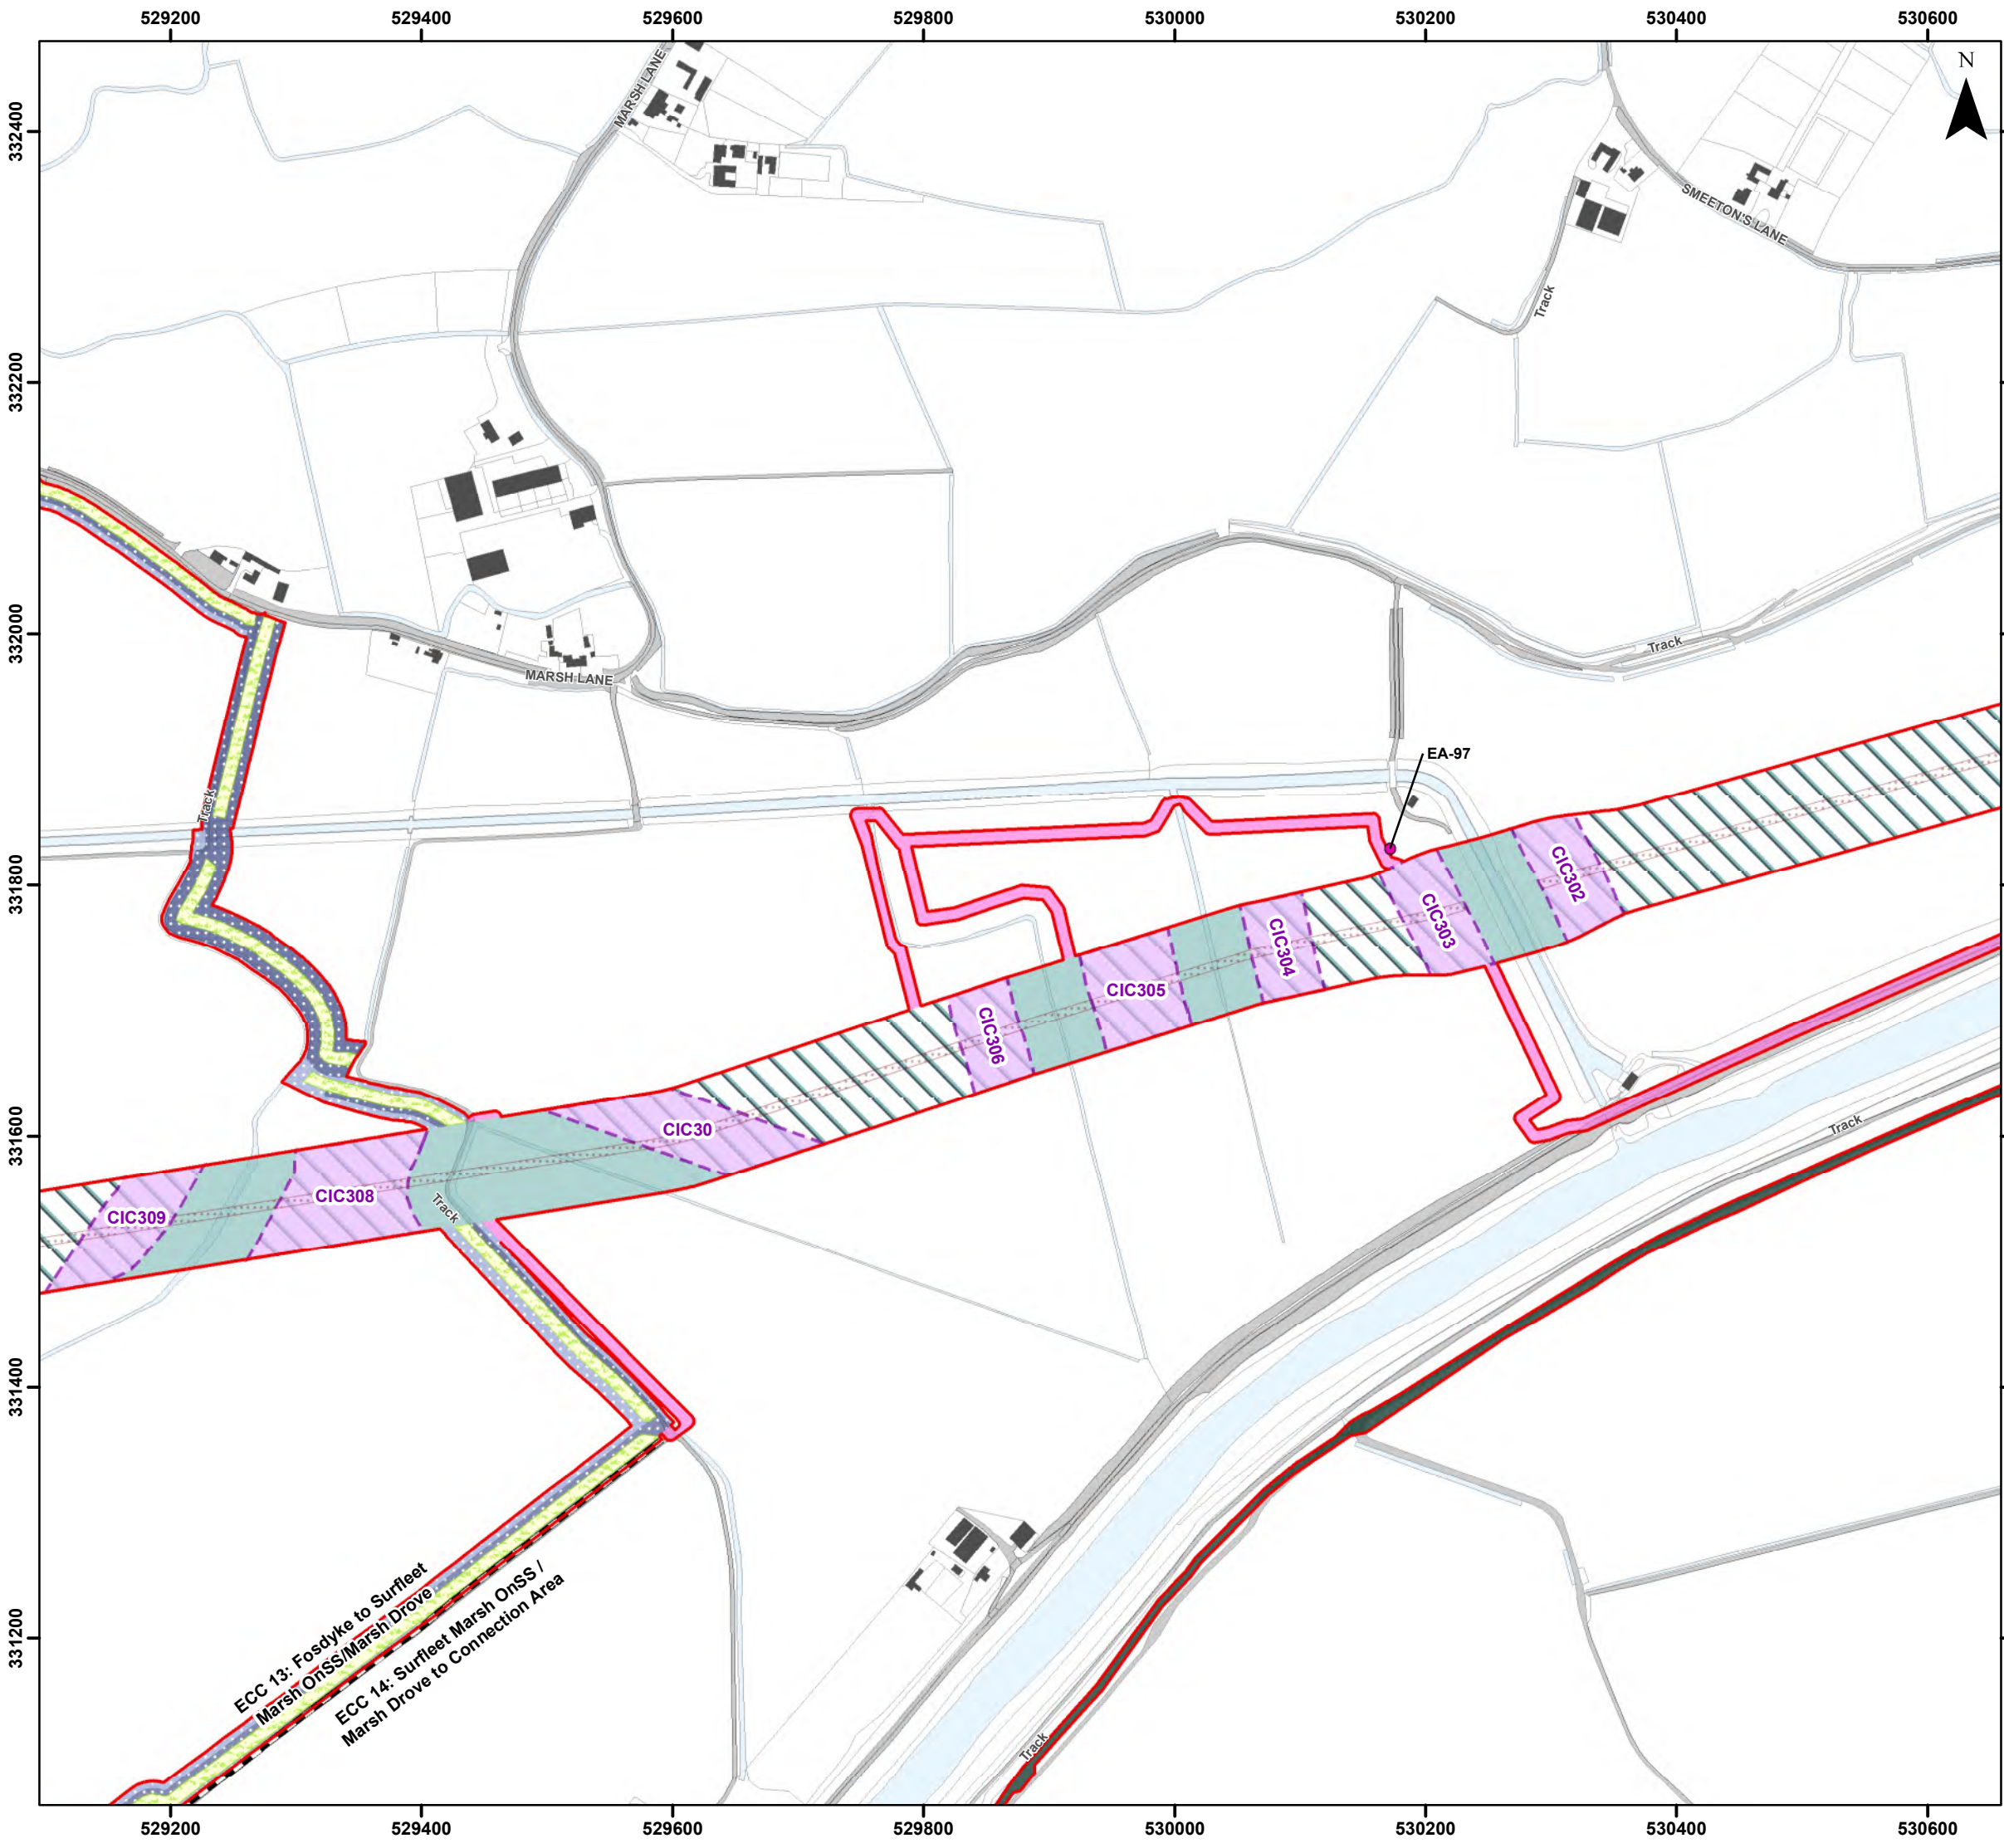 529200 529400 529600 529800 530000 530200 530400 530600
N
332400
332200
332000
331800
331600
331400
331200
MARSH LANE
SMEETON'S LANE
Track
Track
MARSH LANE
Track
EA-97
CIC302
CIC303
CIC304
CIC305
CIC306
CIC30
CIC308
CIC309
Track
Track
Track
ECC 13: Fosdyke to Surfleet
Marsh OnSS/Marsh Drove
ECC 14: Surfleet Marsh OnSS /
Marsh Drove to Connection Area
529200 529400 529600 529800 530000 530200 530400 530600